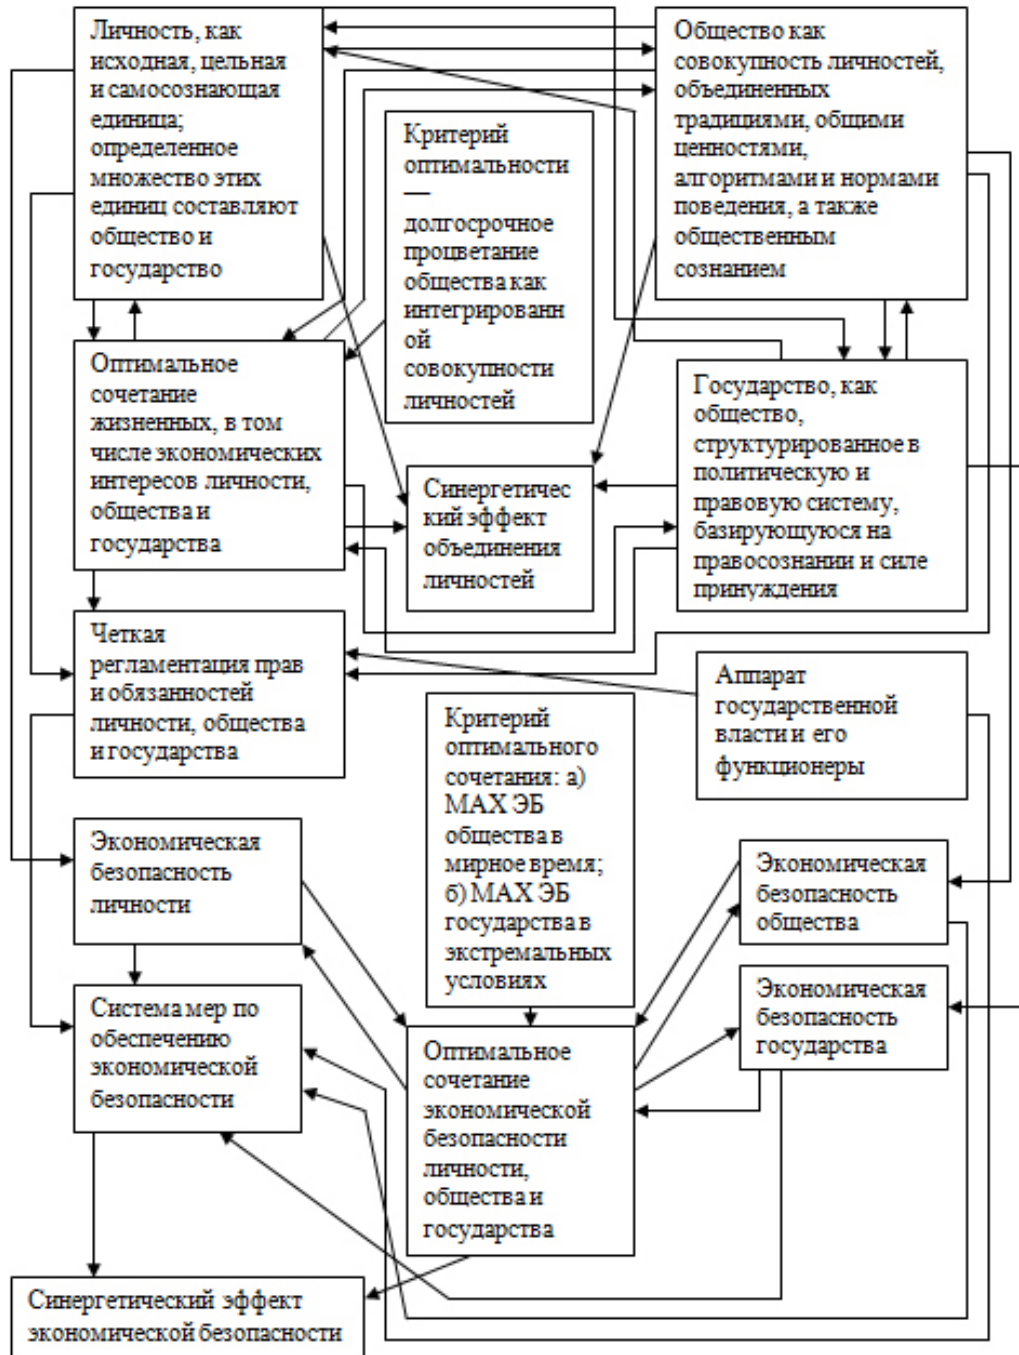 Личность, как
исходная, цельная
и самосознающая
единица;
определенное
множество этих
единиц составляют
общество и
государство
Общество как
совокупность личностей,
объединенных
традициями, общими
ценностями,
алгоритмами и нормами
поведения, а также
общественным
сознанием
Критерий
оптимальности
—
долгосрочное
процветание
общества как
интегрированн
ой
совокупности
личностей
Оптимальное
сочетание
жизненных, в том
числе экономических
интересов личности,
общества и
государства
Синергетичес
кий эффект
объединения
личностей
Государство, как
общество,
структурированное в
политическую и
правовую систему,
базирующуюся на
правосознании и силе
принуждения
Четкая
регламентация прав
и обязанностей
личности, общества
и государства
Критерий
оптимального
сочетания: а)
МАХ ЭБ
общества в
мирное время;
б) МАХ ЭБ
государства в
экстремальных
условиях
Аппарат
государственной
власти и его
функционеры
Экономическая
безопасность
личности
Экономическая
безопасность
общества
Система мер по
обеспечению
экономической
безопасности
Оптимальное
сочетание
экономической
безопасности
личности,
общества и
государства
Экономическая
безопасность
государства
Синергетический эффект
экономической безопасности